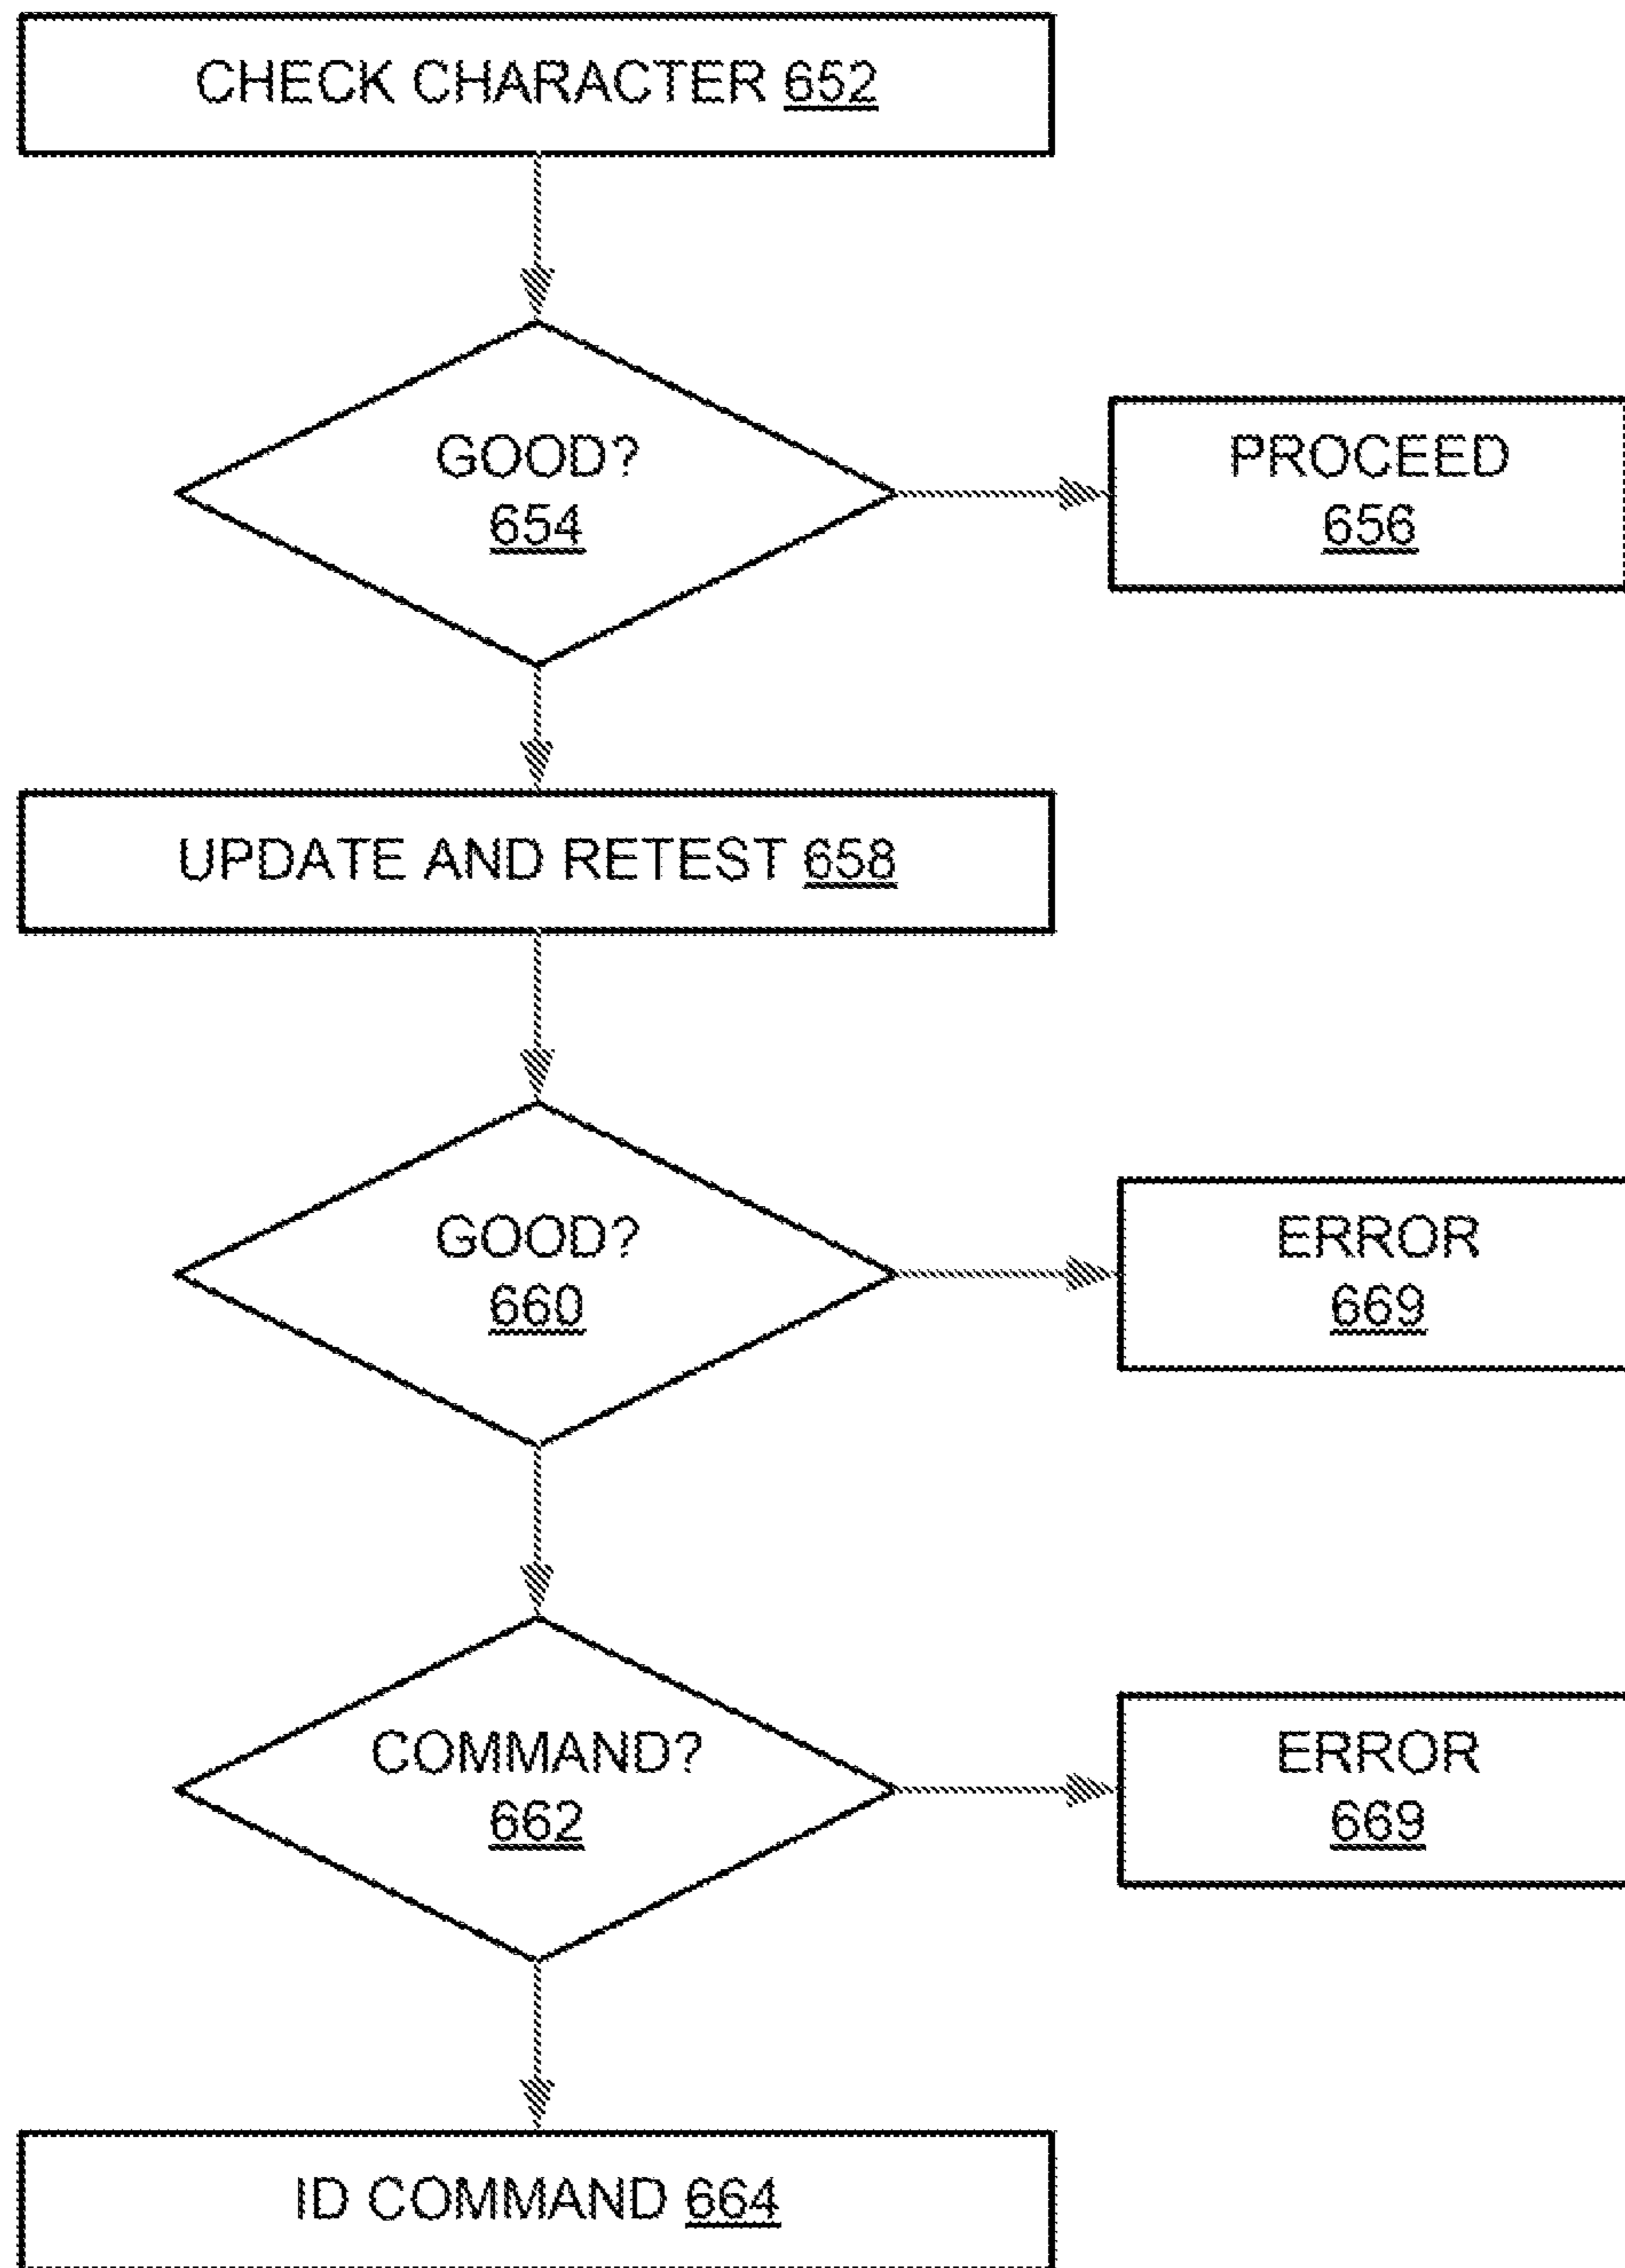 CHECK CHARACTER 652
GOOD?
654
PROCEED
656
UPDATE AND RETEST 658
GOOD?
660
ERROR
669
COMMAND?
662
ERROR
669
ID COMMAND 664